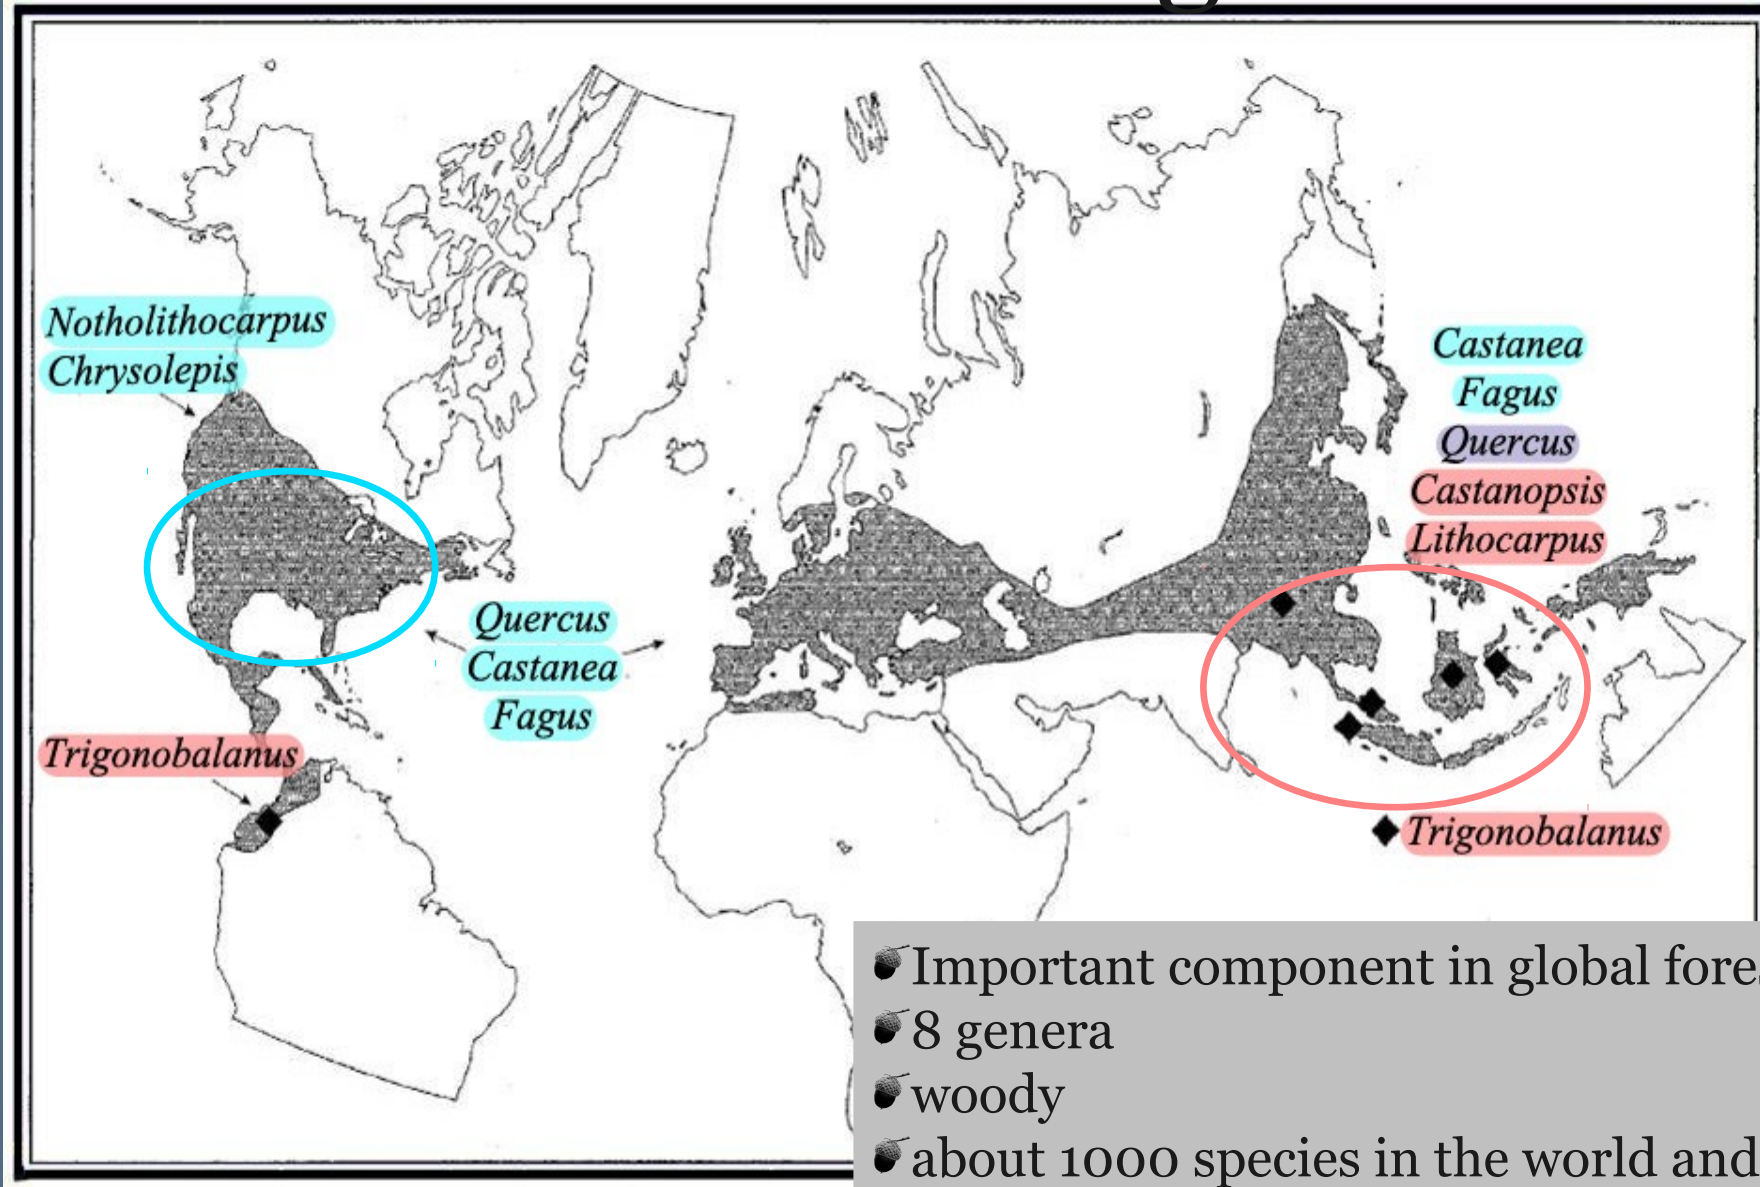 Notholithocarpus
Chrysolepis
Castanea
Fagus
Quercus
Castanopsis
Lithocarpus
Quercus
Castanea
Fagus
Trigonobalanus
Trigonobalanus
Important component in global
8 genera
woody
about 1000 species in the world and